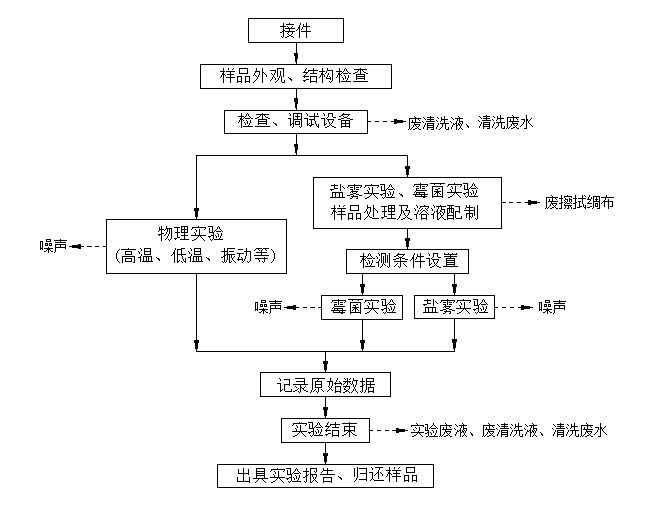 接件
样品外观、结构检查
检查、调试设备
废清洗液、清洗废水
盐雾实验、霉菌实验
样品处理及溶液配制
废擦拭绸布
物理实验
(高温、低温、振动等)
噪声
检测条件设置
噪声
霉菌实验
盐雾实验
噪声
记录原始数据
实验结束
实验废液、废清洗液、清洗废水
出具实验报告、归还样品